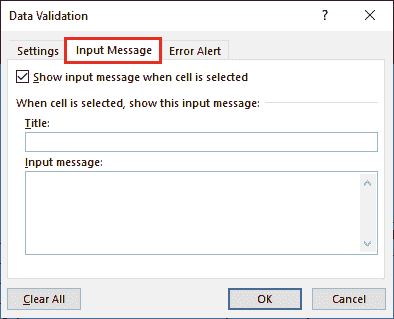 Data Validation ? ×
Settings Input Message Error Alert
Show input message when cell is selected
When cell is selected, show this input message:
Title:
Input message:
Clear All OK Cancel